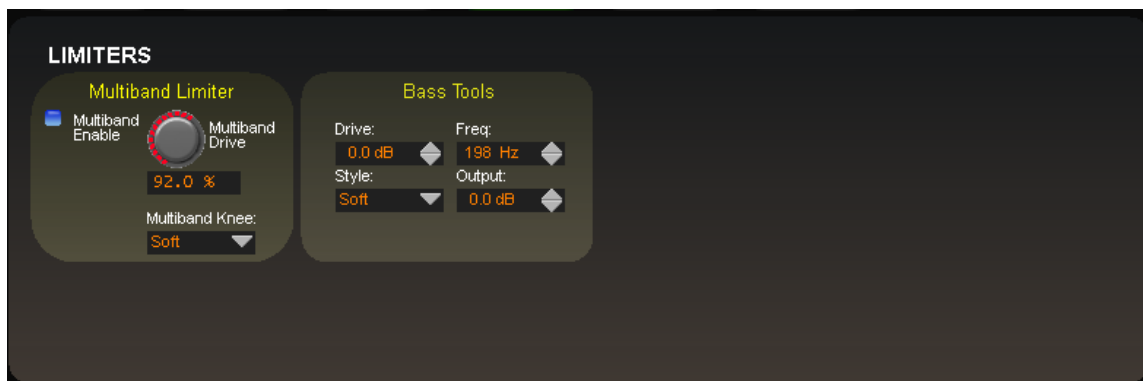 LIMITERS
Multiband Limiter
Multiband
Enable
Multiband
Drive
92.0 %
Multiband Knee:
Soft
Bass Tools
Drive:
Freq:
0.0 dB
198 Hz
Style:
Output:
Soft
0.0 dB